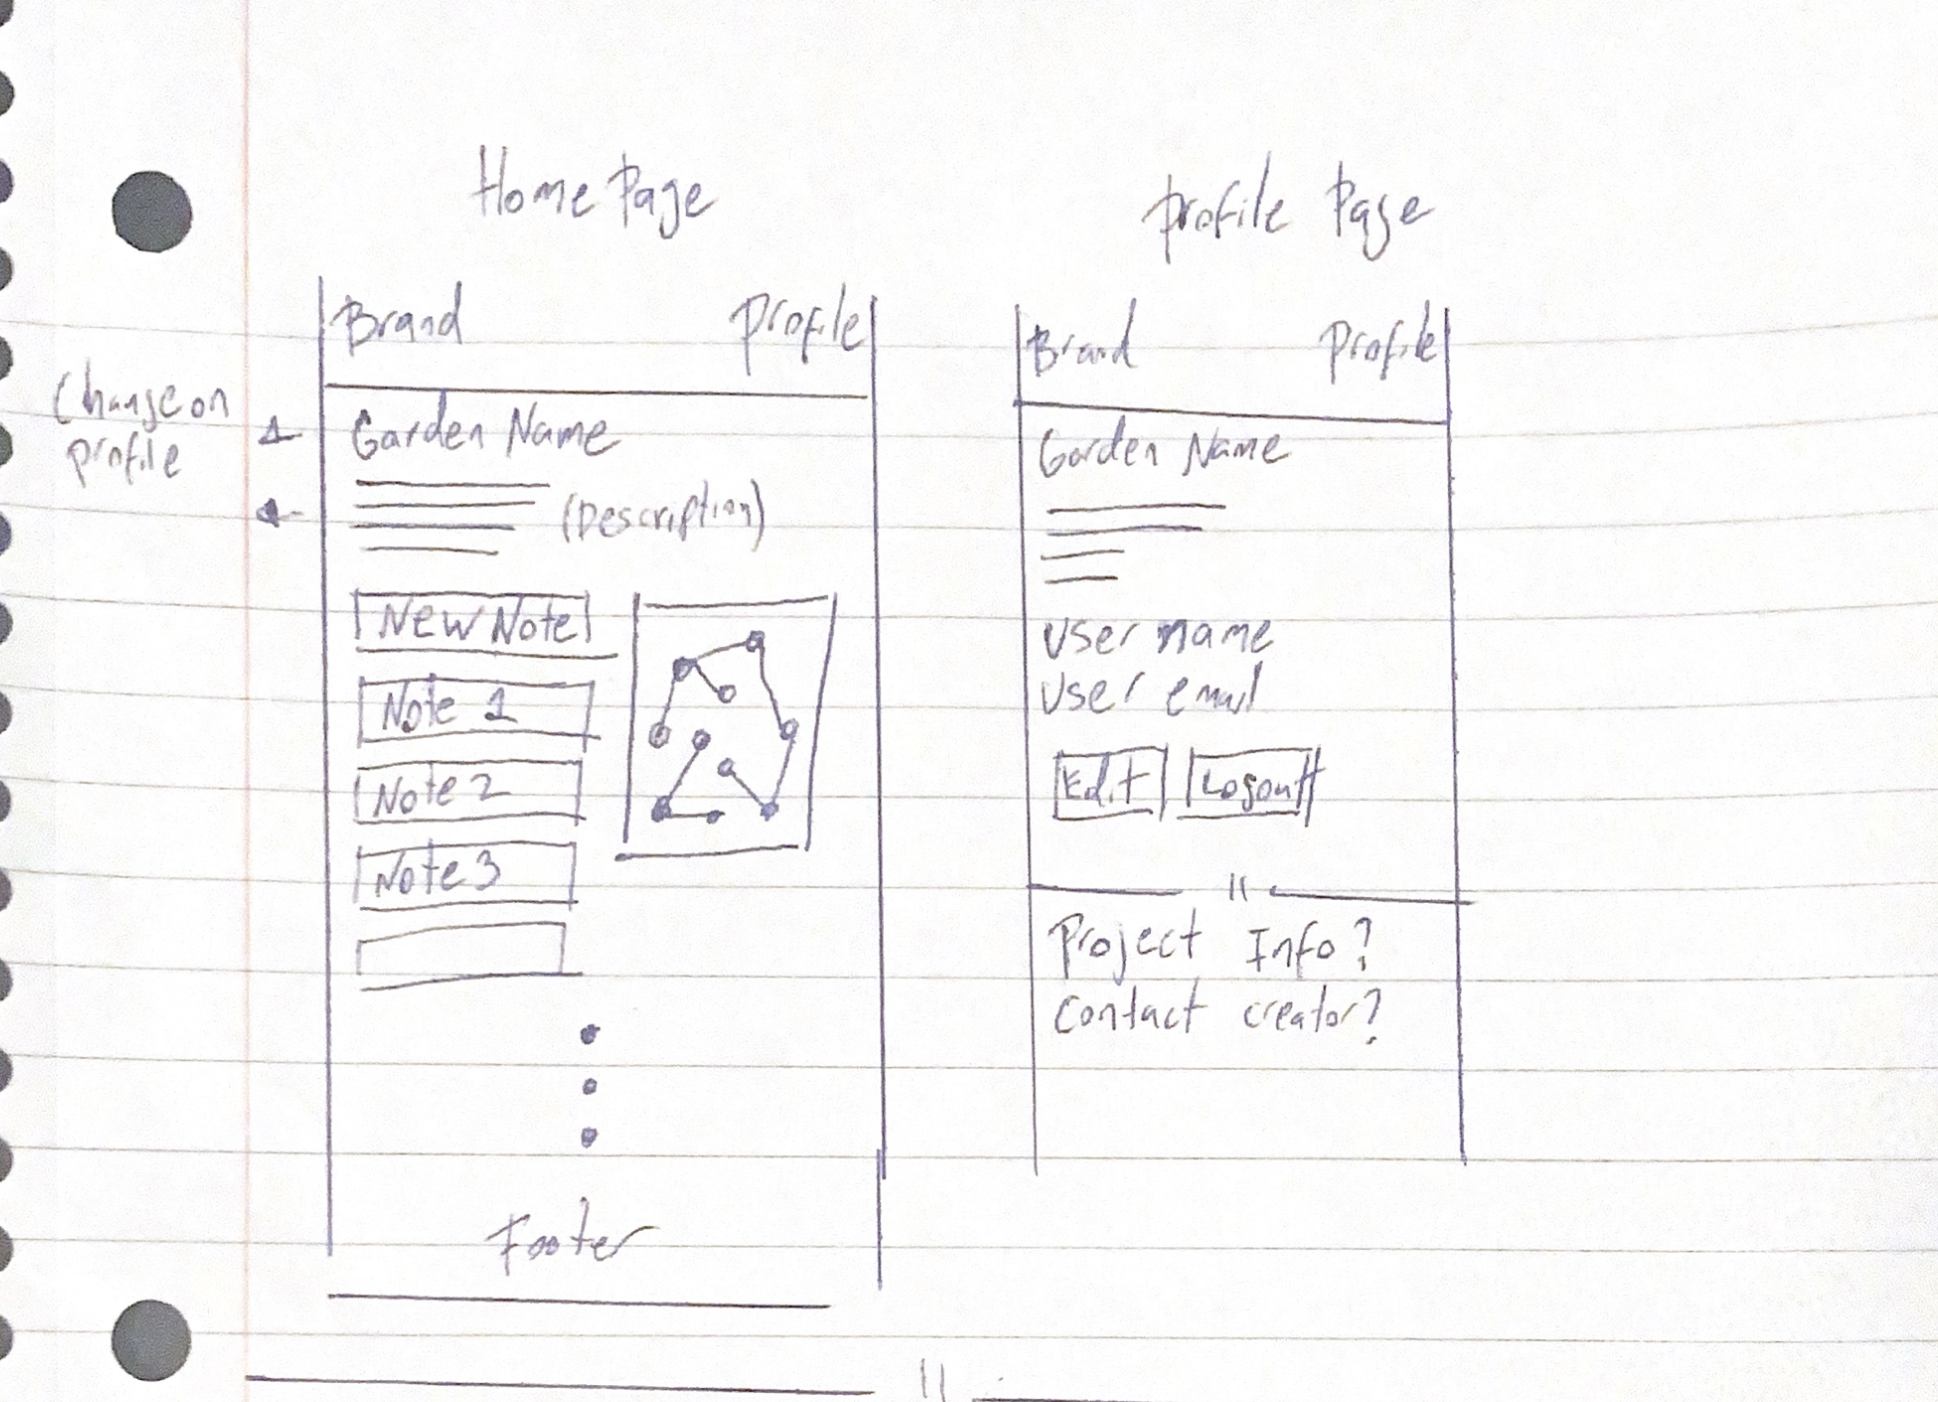 Home Page
Brand Profile
Change on
profile
Garden Name
(Description)
New Note
Note 1
Note 2
Note 3
Footer
Profile Page
Brand Profile
Garden Name
User name
User email
Edit Logout
Project Info?
Contact creator?